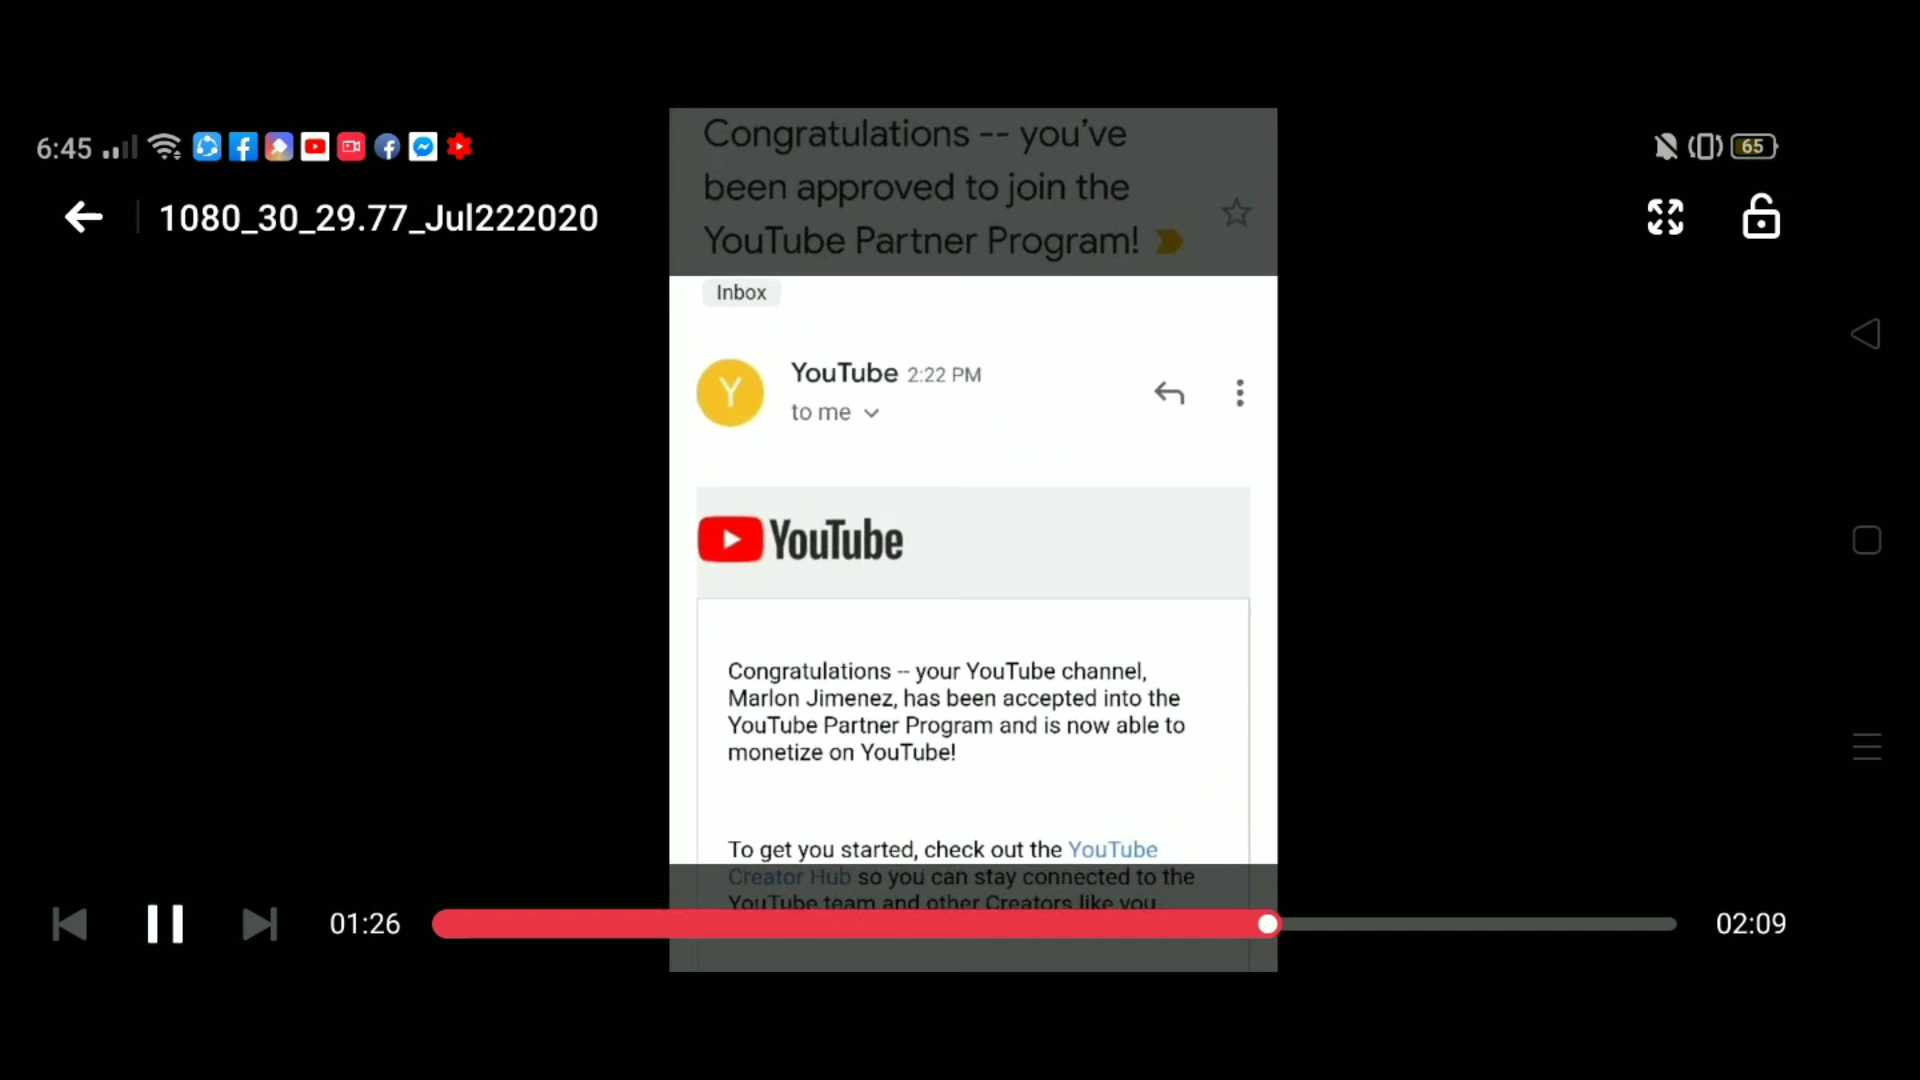 6:45
65
1080_30_29.77_Jul222020
Congratulations -- you've
been approved to join the
YouTube Partner Program!
Inbox
Y
YouTube 2:22 PM
to me
YouTube
Congratulations -- your YouTube channel,
Marlon Jimenez, has been accepted into the
YouTube Partner Program and is now able to
monetize on YouTube!
To get you started, check out the YouTube
Creator Hub so you can stay connected to the
YouTube team and other Creators like you
01:26
02:09